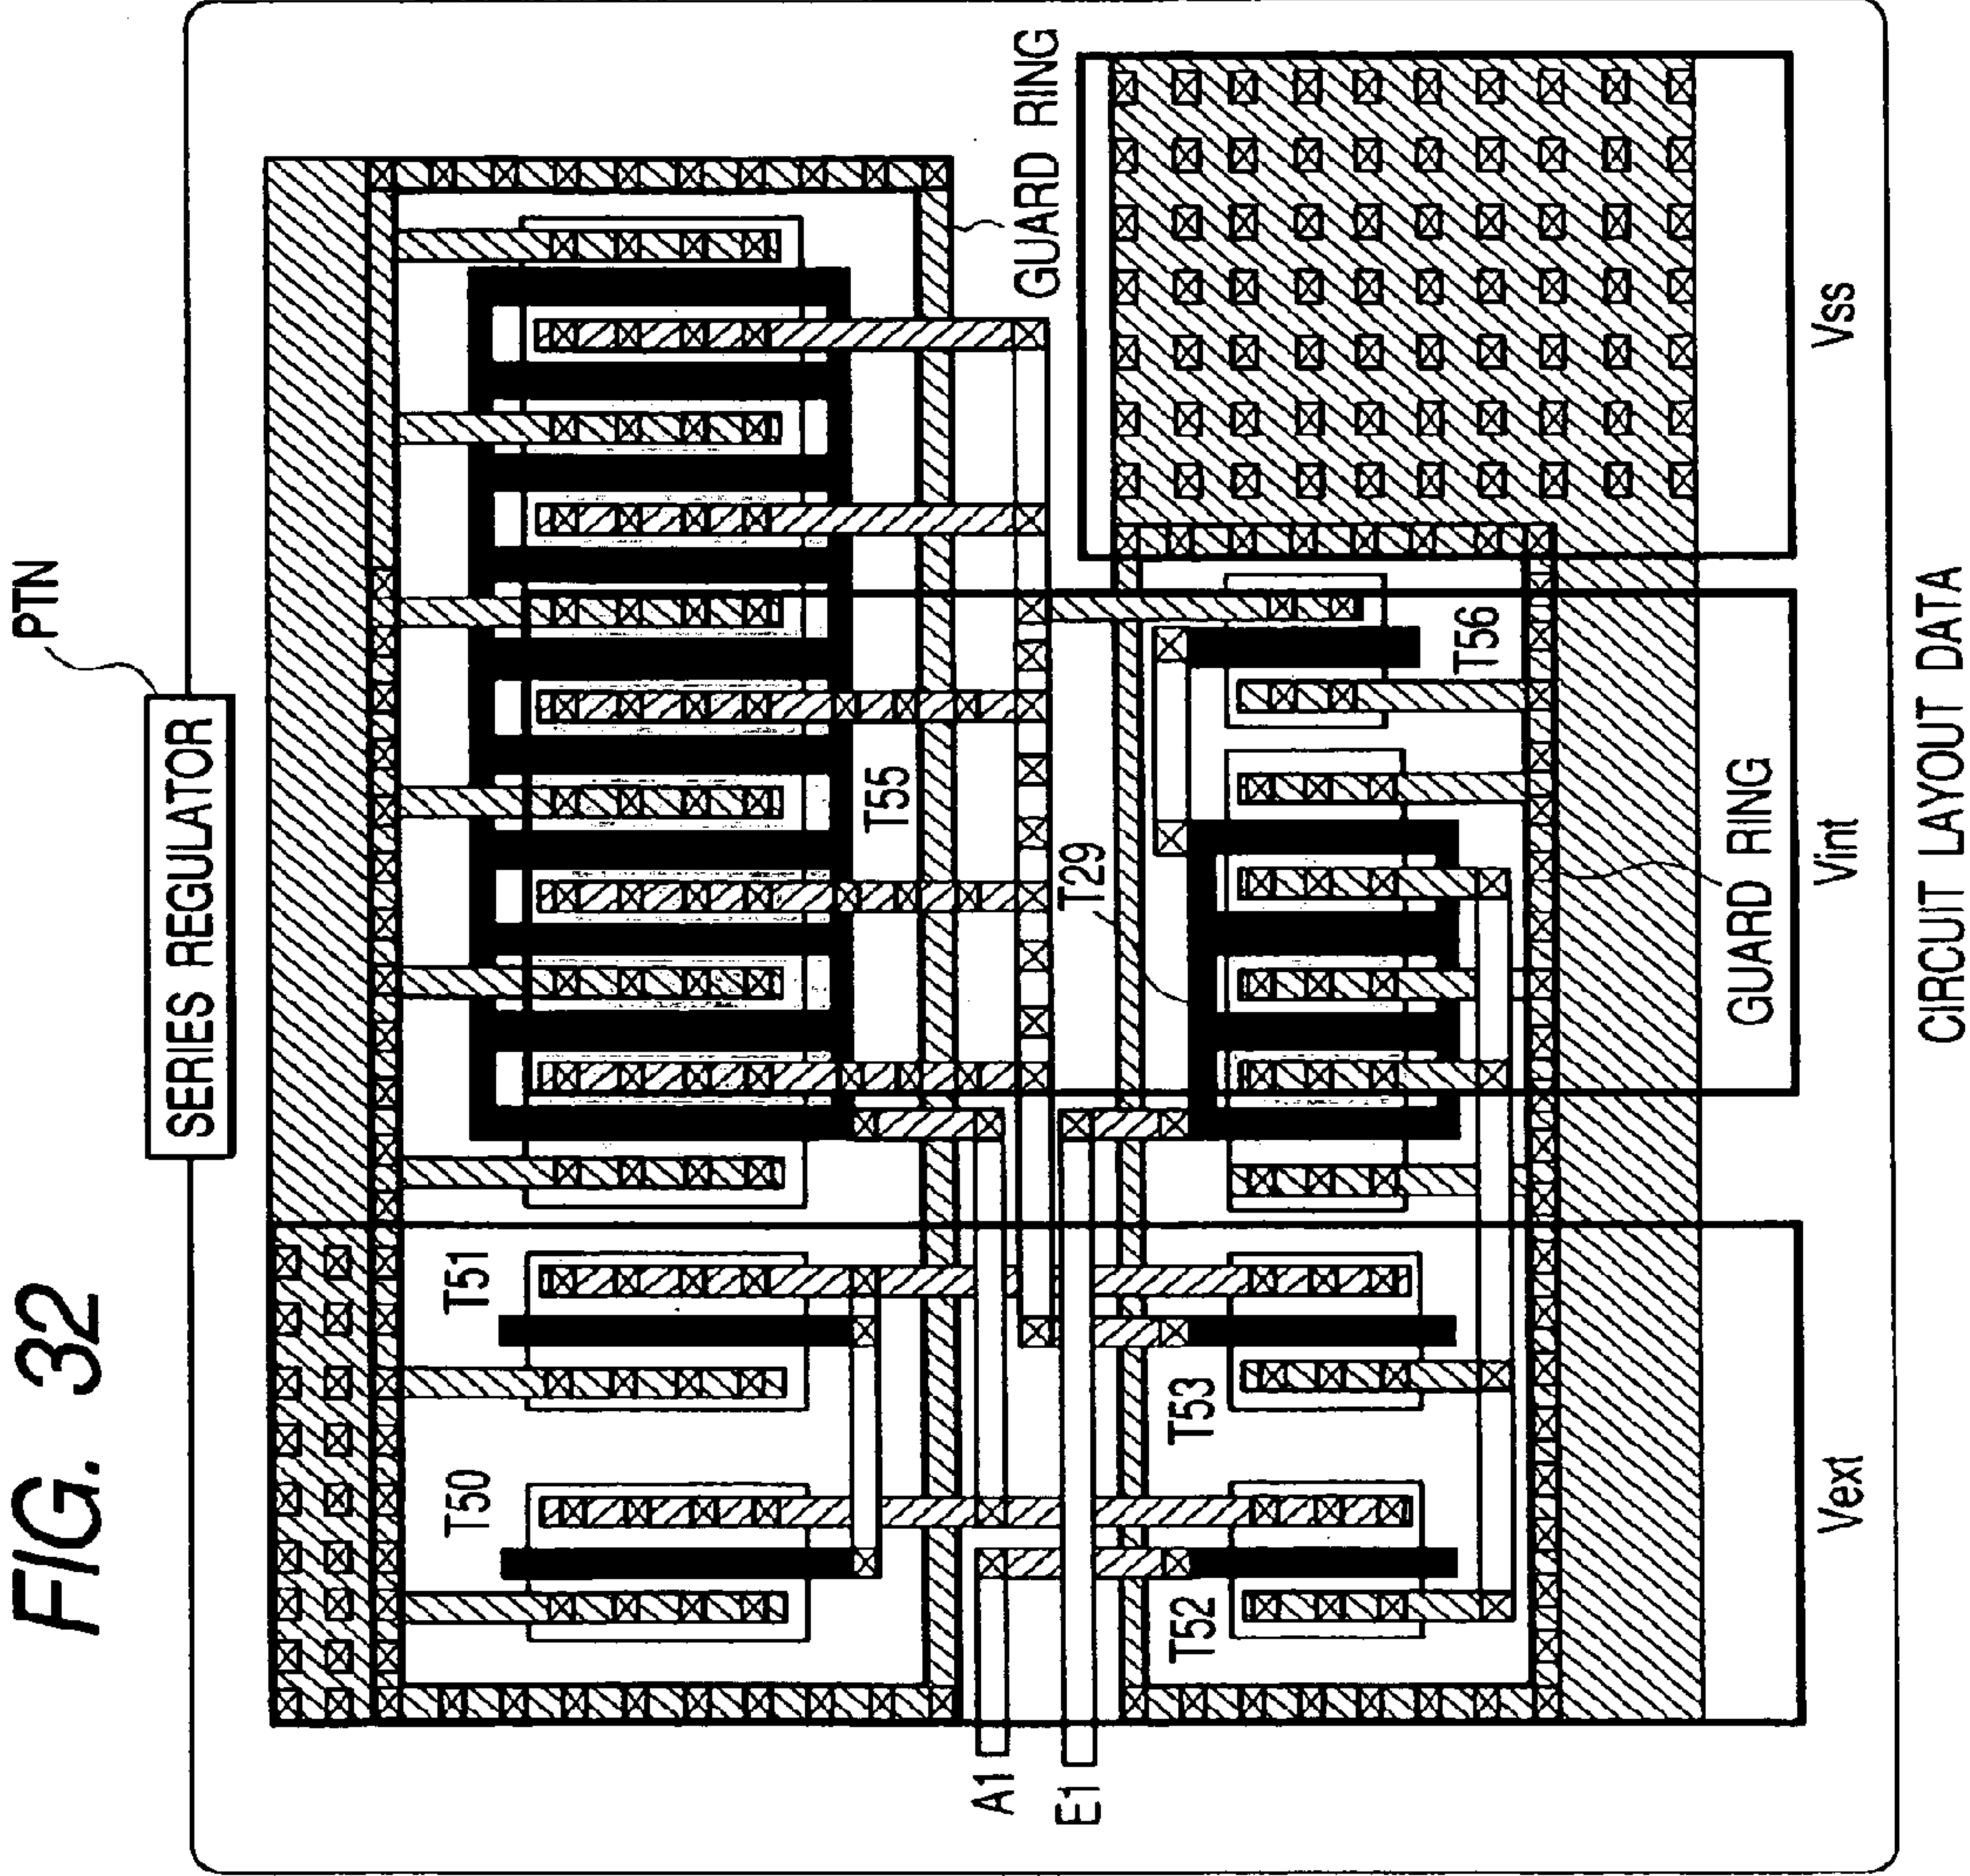 FIG. 32
SERIES REGULATOR
PTN
T50
T51
T55
GUARD RING
A1
E1
T29
T52
T53
T56
GUARD RING
Vext
Vint
Vss
CIRCUIT LAYOUT DATA